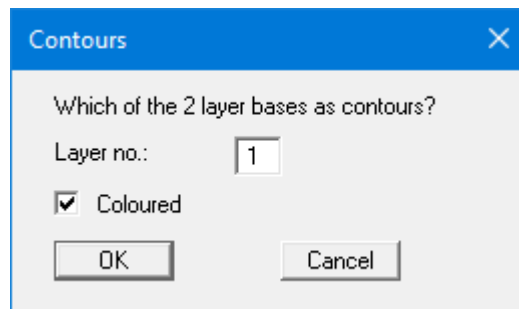 Contours
Which of the 2 layer bases as contours?
Layer no.: 1
Coloured
OK Cancel